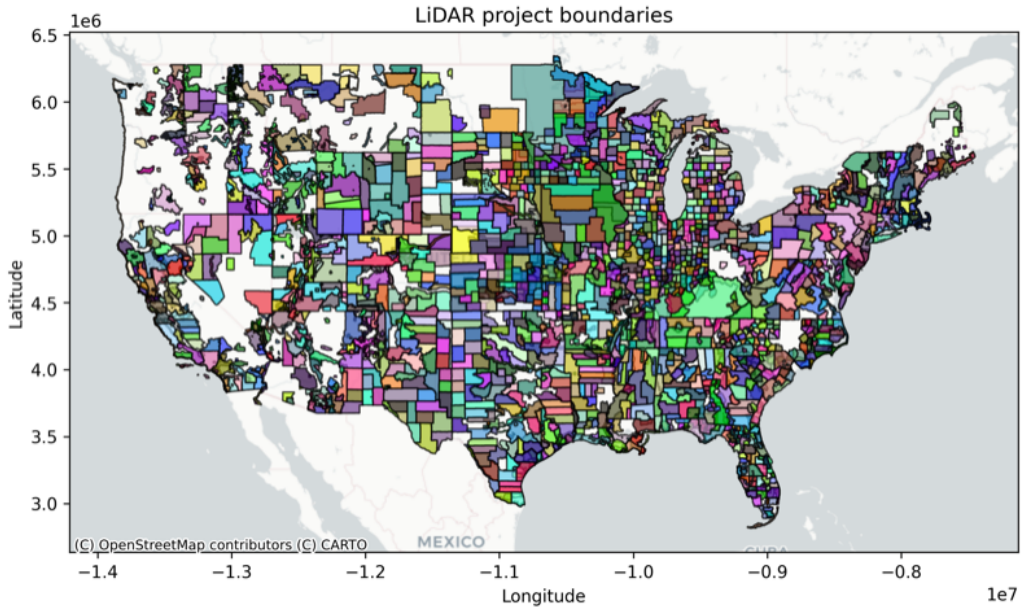 LiDAR project boundaries
1e6
6.5
6.0
5.5
5.0
4.5
4.0
3.5
3.0
Latitude
(C) OpenStreetMap contributors (C) CARTO
MEXICO
−1.4
−1.3
−1.2
−1.1
−1.0
−0.9
−0.8
1e7
Longitude